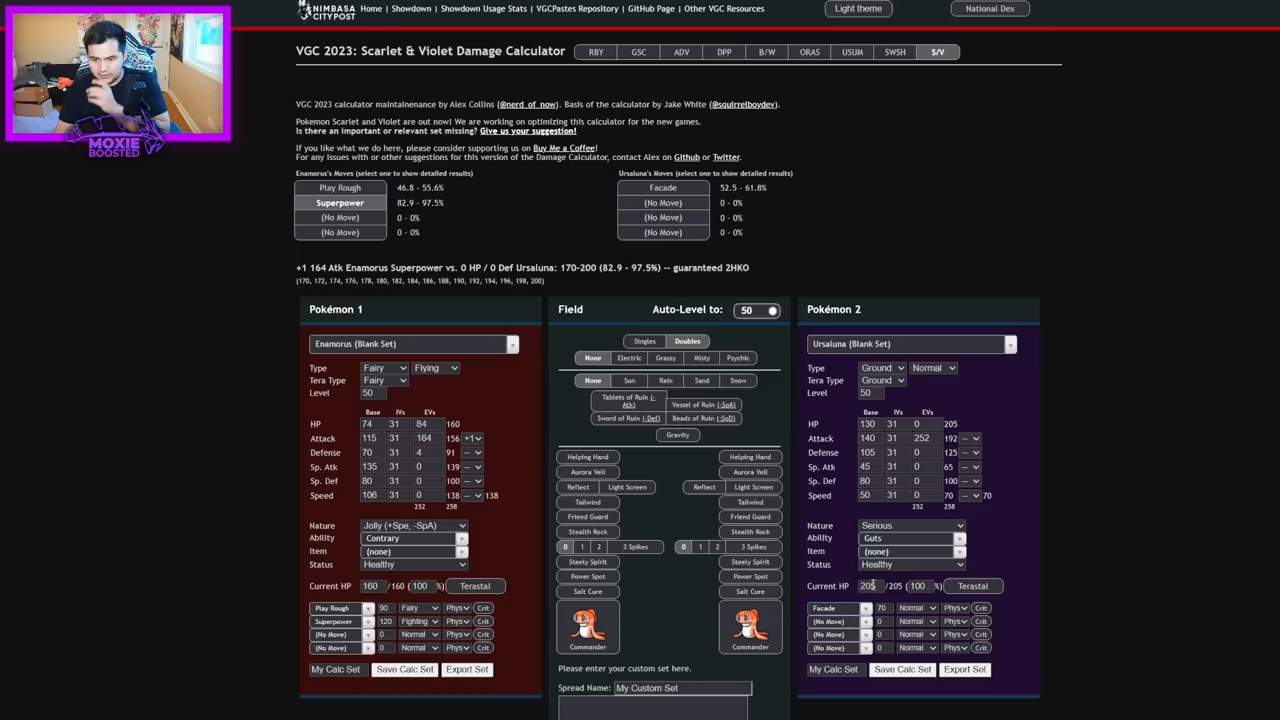 NIMBASA CITY POST Home | Showdown | Showdown Usage Stats | VGCPastes Repository | GitHub Page | Other VGC Resources Light theme National Dex
VGC 2023: Scarlet & Violet Damage Calculator RBY GSC ADV DPP B/W ORAS USUM SWSH S/V
VGC 2023 calculator maintainenance by Alex Collins (@nerd_of_now). Basis of the calculator by Jake White (@squirrelboydev).
Pokemon Scarlet and Violet are out now! We are working on optimizing this calculator for the new games.
Is there an important or relevant set missing? Give us your suggestion!
If you like what we do here, please consider supporting us on Buy Me a Coffee!
For any issues with or other suggestions for this version of the Damage Calculator, contact Alex on Github or Twitter.
MOXIE
BOOSTED
Enamorus's Moves (select one to show detailed results) Ursaluna's Moves (select one to show detailed results)
Play Rough 46.8 - 55.6% Facade 52.5 - 61.8%
Superpower 82.9 - 97.5% (No Move) 0 - 0%
(No Move) 0 - 0% (No Move) 0 - 0%
(No Move) 0 - 0% (No Move) 0 - 0%
+1 164 Atk Enamorus Superpower vs. 0 HP / 0 Def Ursaluna: 170-200 (82.9 - 97.5%) -- guaranteed 2HKO
(170, 172, 174, 176, 178, 180, 182, 184, 186, 188, 190, 192, 194, 196, 198, 200)
Pokémon 1
Enamorus (Blank Set)
Type Fairy Flying
Tera Type Fairy
Level 50
Base IVs EVs
HP 74 31 84 160
Attack 115 31 164 156 +1
Defense 70 31 4 91 --
Sp. Atk 135 31 0 139 --
Sp. Def 80 31 0 100 --
Speed 106 31 0 138 -- 138
252 258
Nature Jolly (+Spe, -SpA)
Ability Contrary
Item (none)
Status Healthy
Current HP 160 /160 (100 %) Terastal
Play Rough 90 Fairy Phys Crit
Superpower 120 Fighting Phys Crit
(No Move) 0 Normal Phys Crit
(No Move) 0 Normal Phys Crit
My Calc Set Save Calc Set Export Set
Field Auto-Level to: 50
Singles Doubles
None Electric Grassy Misty Psychic
None Sun Rain Sand Snow
Tablets of Ruin (-Atk) Vessel of Ruin (-SpA)
Sword of Ruin (-Def) Beads of Ruin (-SpD)
Gravity
Helping Hand Helping Hand
Aurora Veil Aurora Veil
Reflect Light Screen Reflect Light Screen
Tailwind Tailwind
Friend Guard Friend Guard
Stealth Rock Stealth Rock
0 1 2 3 Spikes 0 1 2 3 Spikes
Steely Spirit Steely Spirit
Power Spot Power Spot
Salt Cure Salt Cure
Commander Commander
Please enter your custom set here.
Spread Name: My Custom Set
Pokémon 2
Ursaluna (Blank Set)
Type Ground Normal
Tera Type Ground
Level 50
Base IVs EVs
HP 130 31 0 205
Attack 140 31 252 192 --
Defense 105 31 0 125 --
Sp. Atk 45 31 0 65 --
Sp. Def 80 31 0 100 --
Speed 50 31 0 70 -- 70
252 258
Nature Serious
Ability Guts
Item (none)
Status Healthy
Current HP 205 /205 (100 %) Terastal
Facade 70 Normal Phys Crit
(No Move) 0 Normal Phys Crit
(No Move) 0 Normal Phys Crit
(No Move) 0 Normal Phys Crit
My Calc Set Save Calc Set Export Set